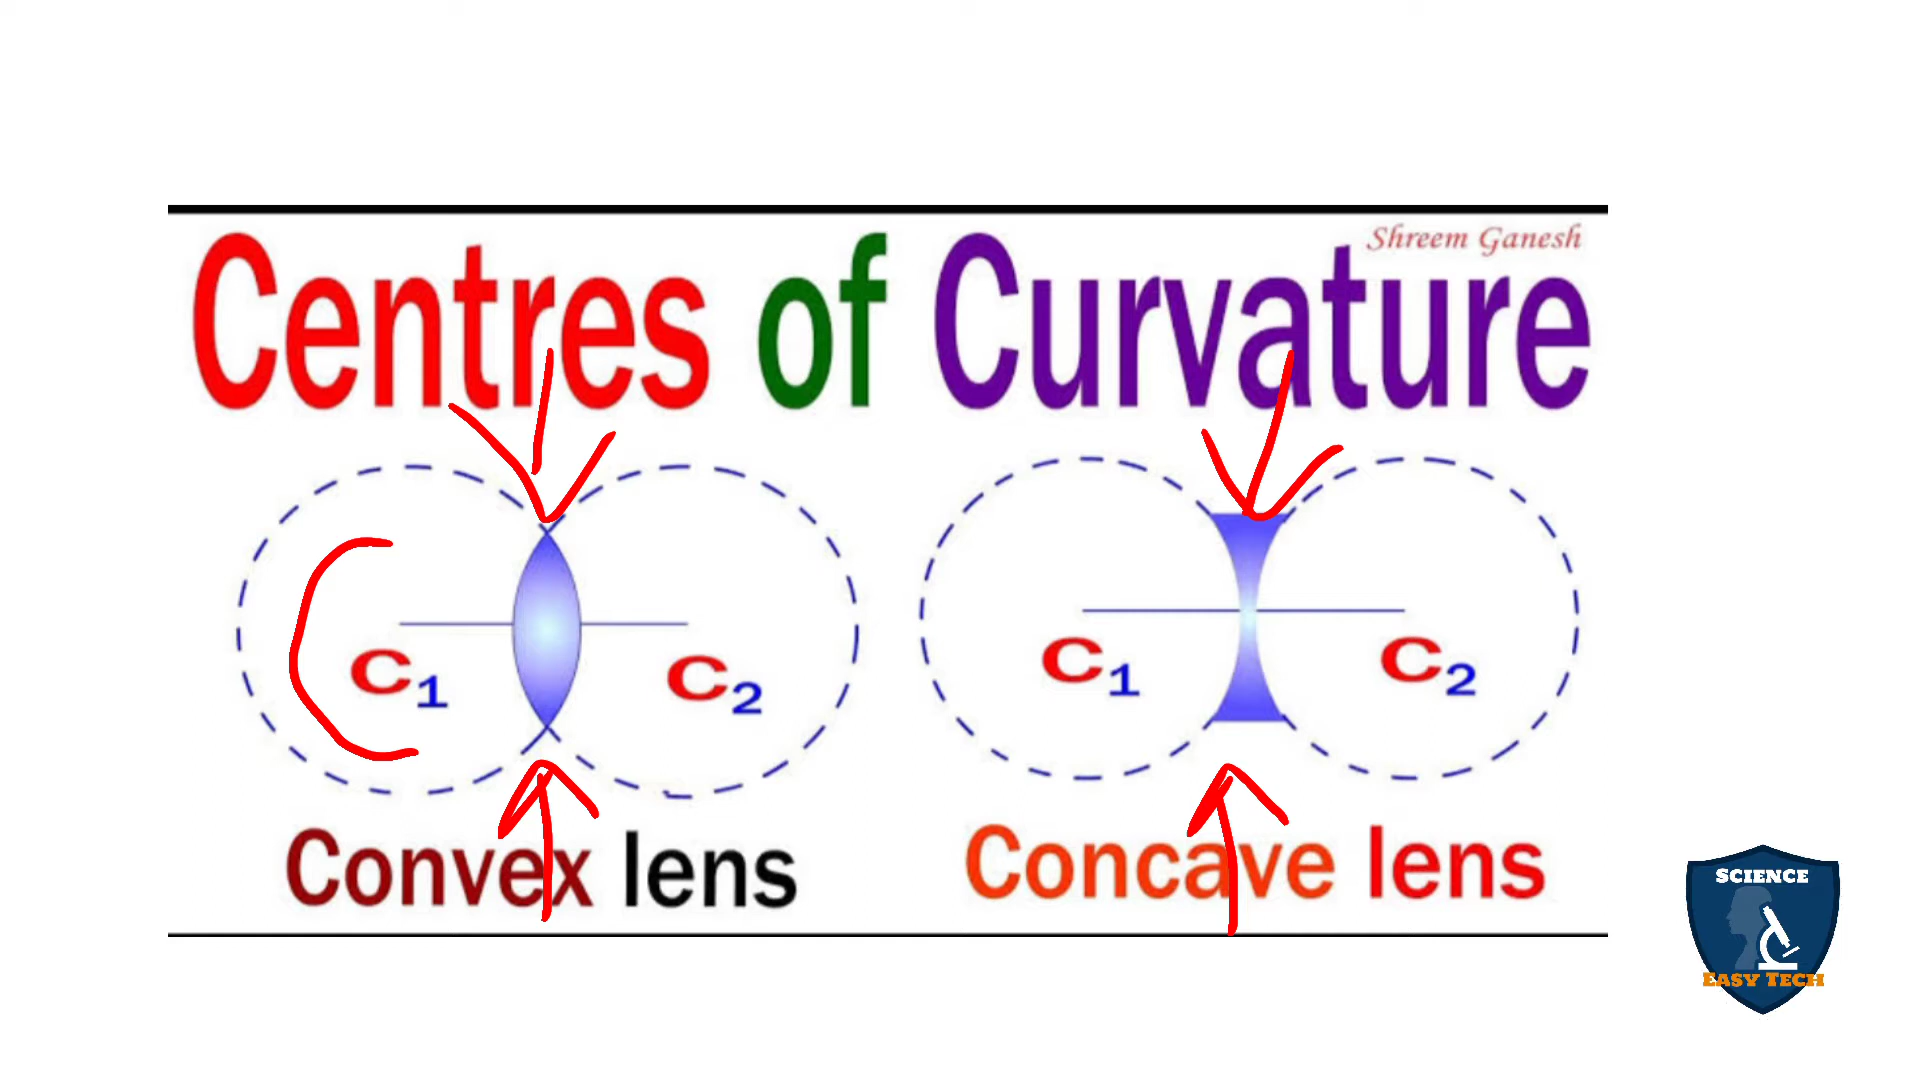 Shreem Ganesh
Centres of Curvature
C1 C2 C1 C2
Convex lens Concave lens
SCIENCE
EASY TECH